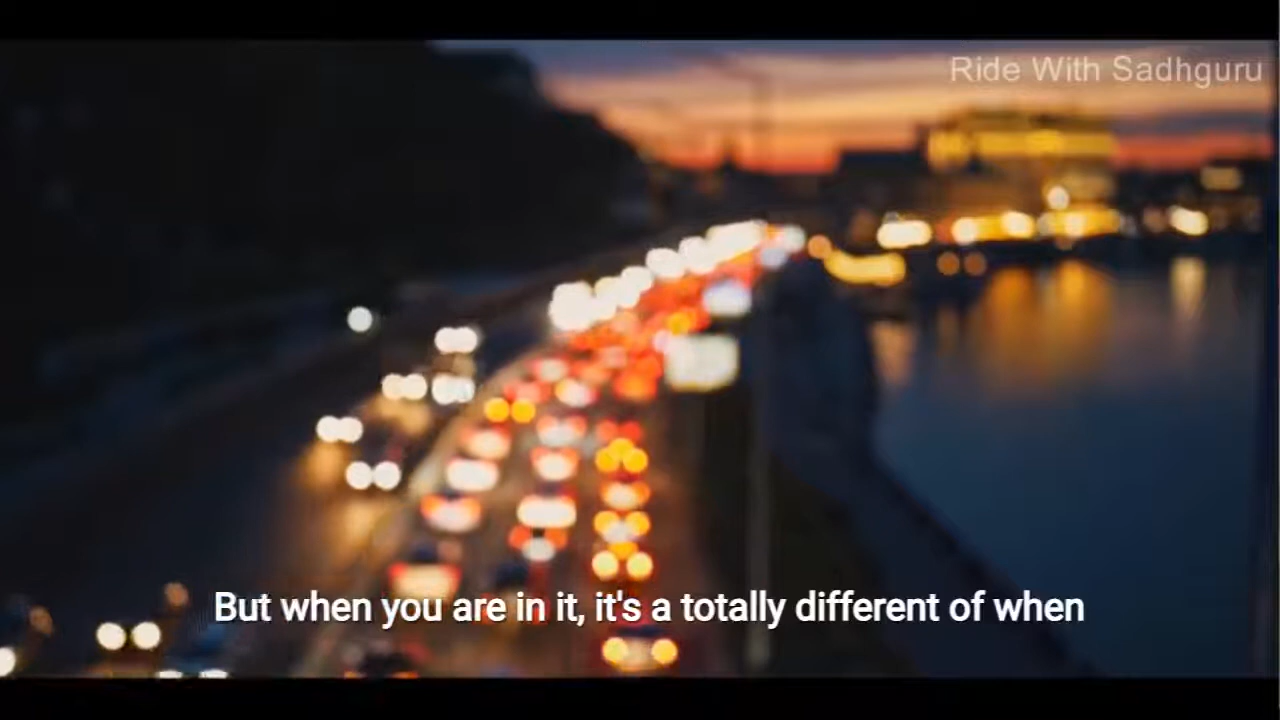 Ride With Sadhguru
But when you are in it, it's a totally different of when